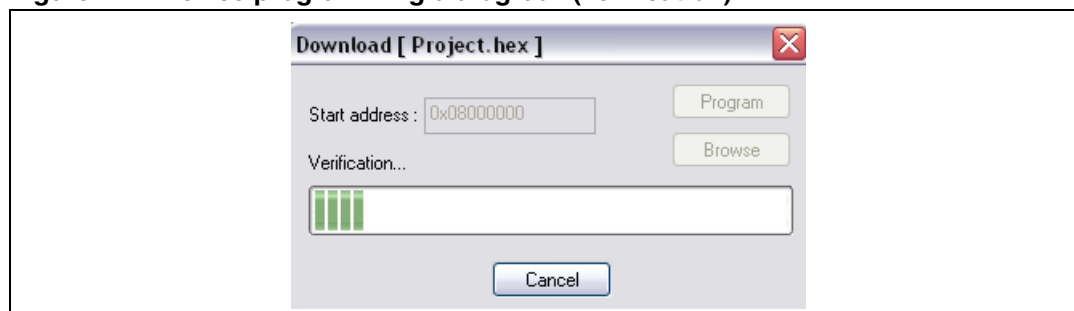 Download [ Project.hex ]
Start address : 0x08000000
Program
Verification...
Browse
Cancel